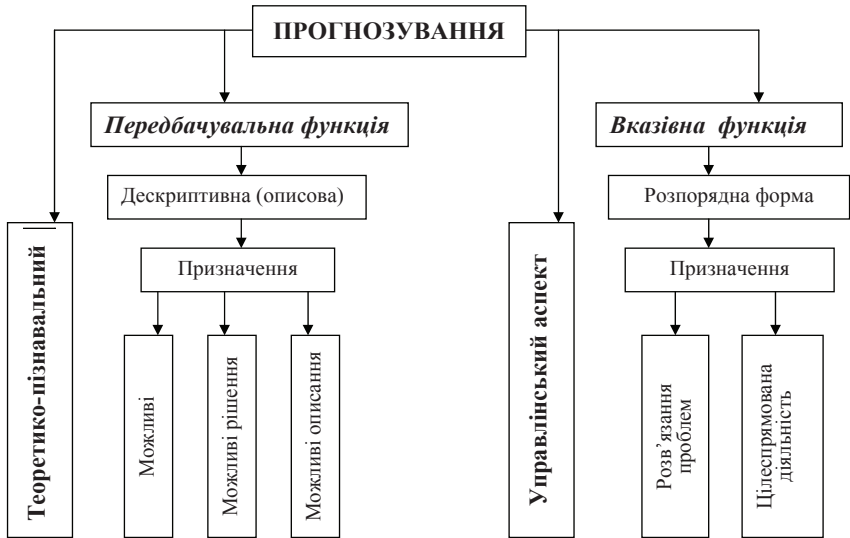 ПРОГНОЗУВАННЯ
Передбачувальна функція
Вказівна функція
Дескриптивна (описова)
Розпорядна форма
Призначення
Призначення
Теоретико-пізнавальний
Можливі
Можливі рішення
Можливі описання
Управлінський аспект
Розв’язання
проблем
Цілеспрямована
діяльність